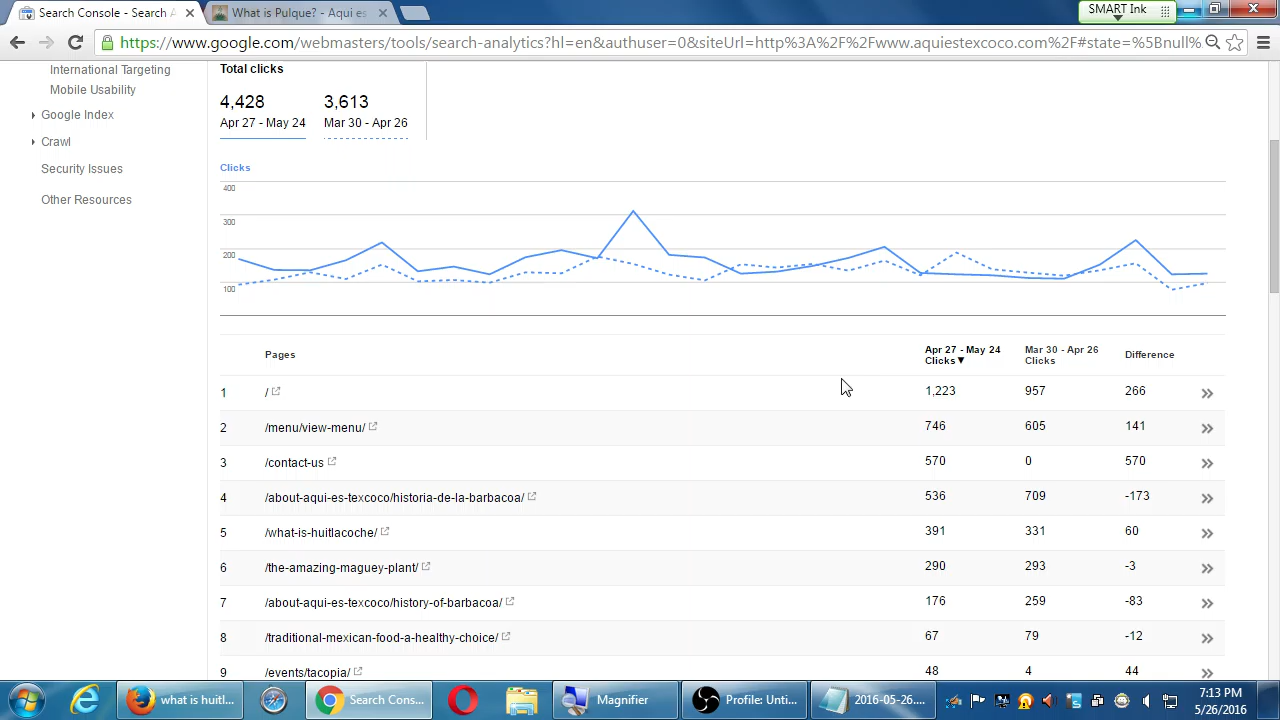 Search Console - Search A
What is Pulque? - Aqui es
SMART Ink
https://www.google.com/webmasters/tools/search-analytics?hl=en&authuser=0&siteUrl=http%3A%2F%2Fwww.aquiestexcoco.com%2F#state=%5Bnull%
International Targeting
Mobile Usability
Google Index
Crawl
Security Issues
Other Resources
Total clicks
4,428 3,613
Apr 27 - May 24 Mar 30 - Apr 26
Clicks
400
300
200
100
Pages Apr 27 - May 24 Clicks▼ Mar 30 - Apr 26 Clicks Difference
1 / 1,223 957 266 »
2 /menu/view-menu/ 746 605 141 »
3 /contact-us 570 0 570 »
4 /about-aqui-es-texcoco/historia-de-la-barbacoa/ 536 709 -173 »
5 /what-is-huitlacoche/ 391 331 60 »
6 /the-amazing-maguey-plant/ 290 293 -3 »
7 /about-aqui-es-texcoco/history-of-barbacoa/ 176 259 -83 »
8 /traditional-mexican-food-a-healthy-choice/ 67 79 -12 »
9 /events/tacopia/ 48 4 44 »
what is huitl...
Search Cons...
Magnifier
Profile: Unti...
2016-05-26....
7:13 PM
5/26/2016